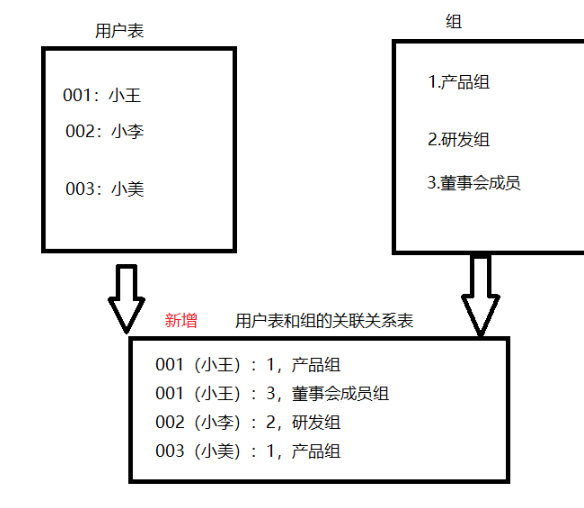 用户表
001：小王
002：小李
003：小美
组
1.产品组
2.研发组
3.董事会成员
新增 用户表和组的关联关系表
001（小王）：1，产品组
001（小王）：3，董事会成员组
002（小李）：2，研发组
003（小美）：1，产品组